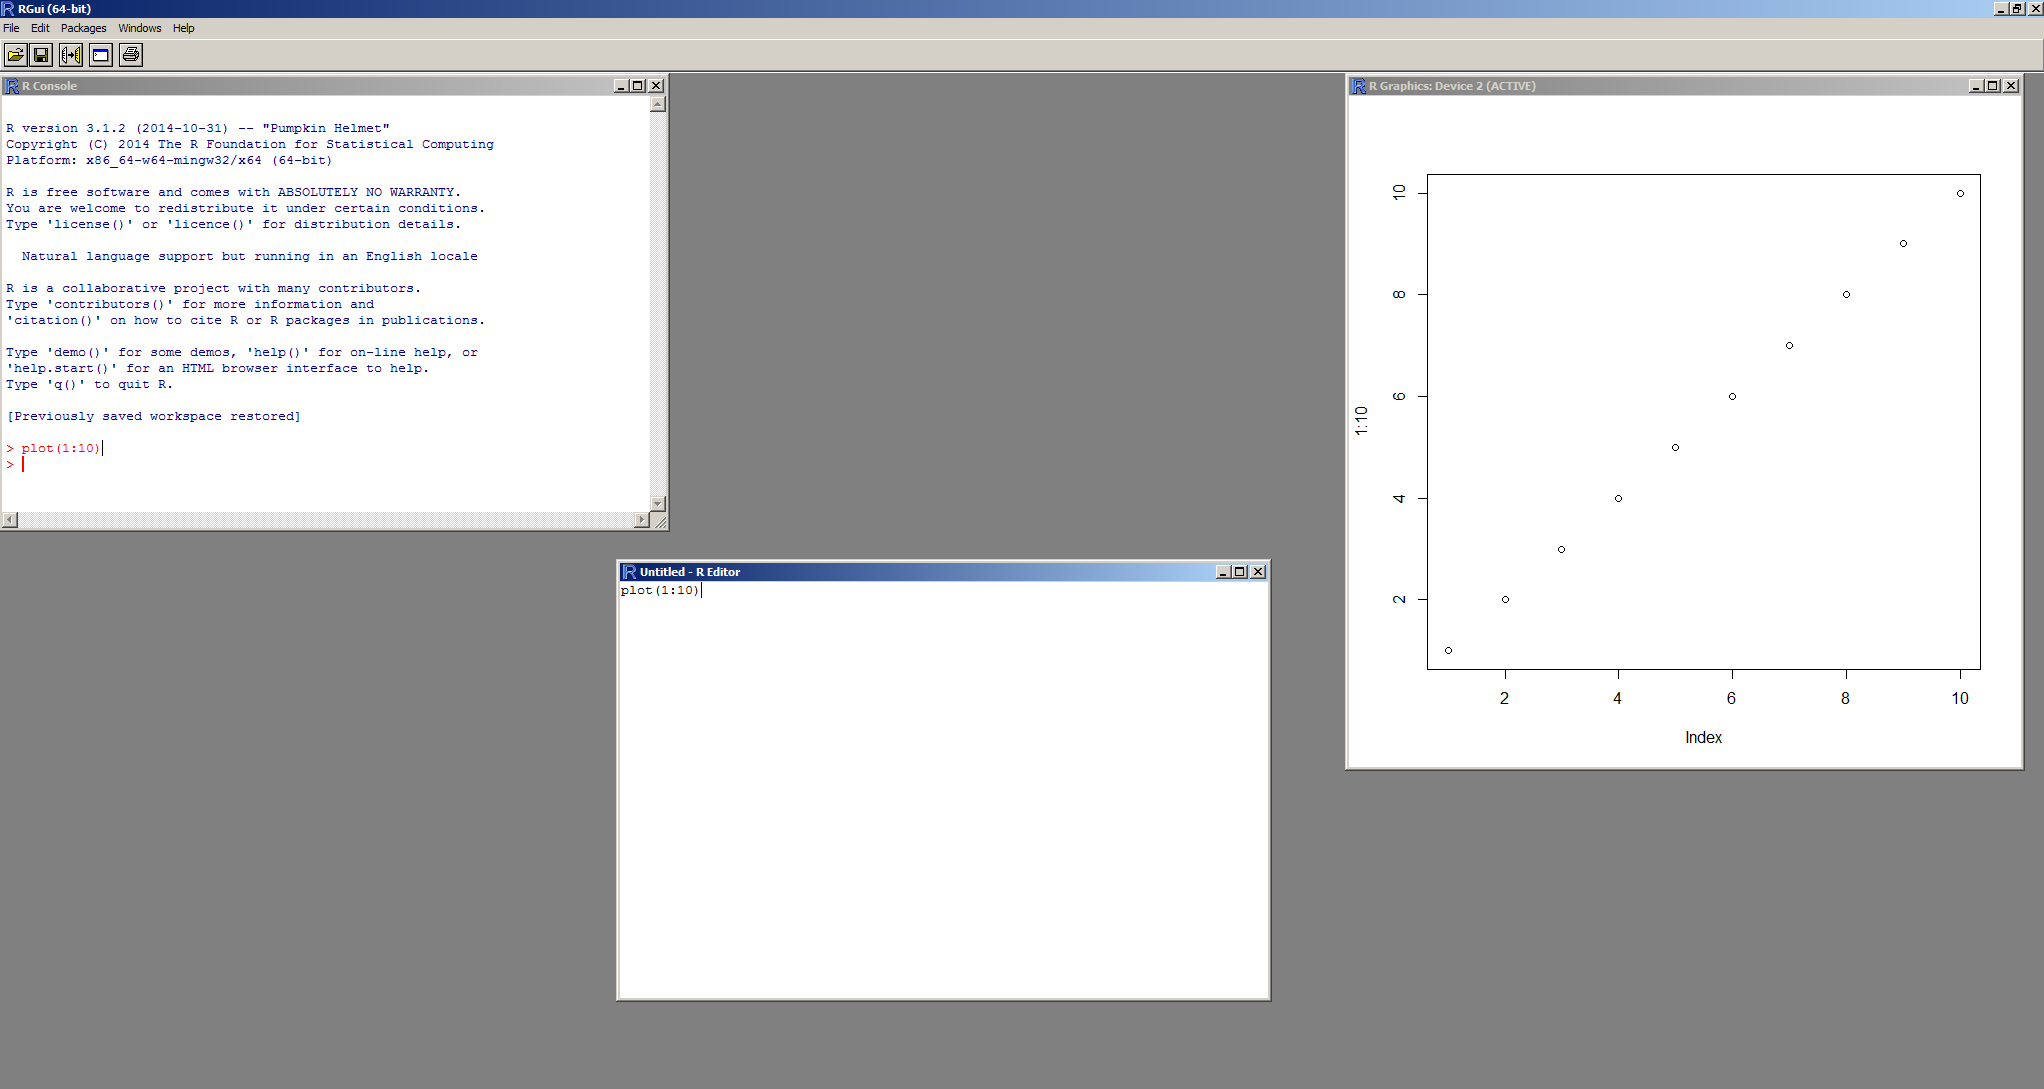 RGui (64-bit)
File Edit Packages Windows Help
R Console
R version 3.1.2 (2014-10-31) -- "Pumpkin Helmet"
Copyright (C) 2014 The R Foundation for Statistical Computing
Platform: x86_64-w64-mingw32/x64 (64-bit)
R is free software and comes with ABSOLUTELY NO WARRANTY.
You are welcome to redistribute it under certain conditions.
Type 'license()' or 'licence()' for distribution details.
Natural language support but running in an English locale
R is a collaborative project with many contributors.
Type 'contributors()' for more information and
'citation()' on how to cite R or R packages in publications.
Type 'demo()' for some demos, 'help()' for on-line help, or
'help.start()' for an HTML browser interface to help.
Type 'q()' to quit R.
[Previously saved workspace restored]
> plot(1:10)
>
Untitled - R Editor
plot(1:10)
R Graphics: Device 2 (ACTIVE)
10
8
6
4
2
1:10
2 4 6 8 10
Index